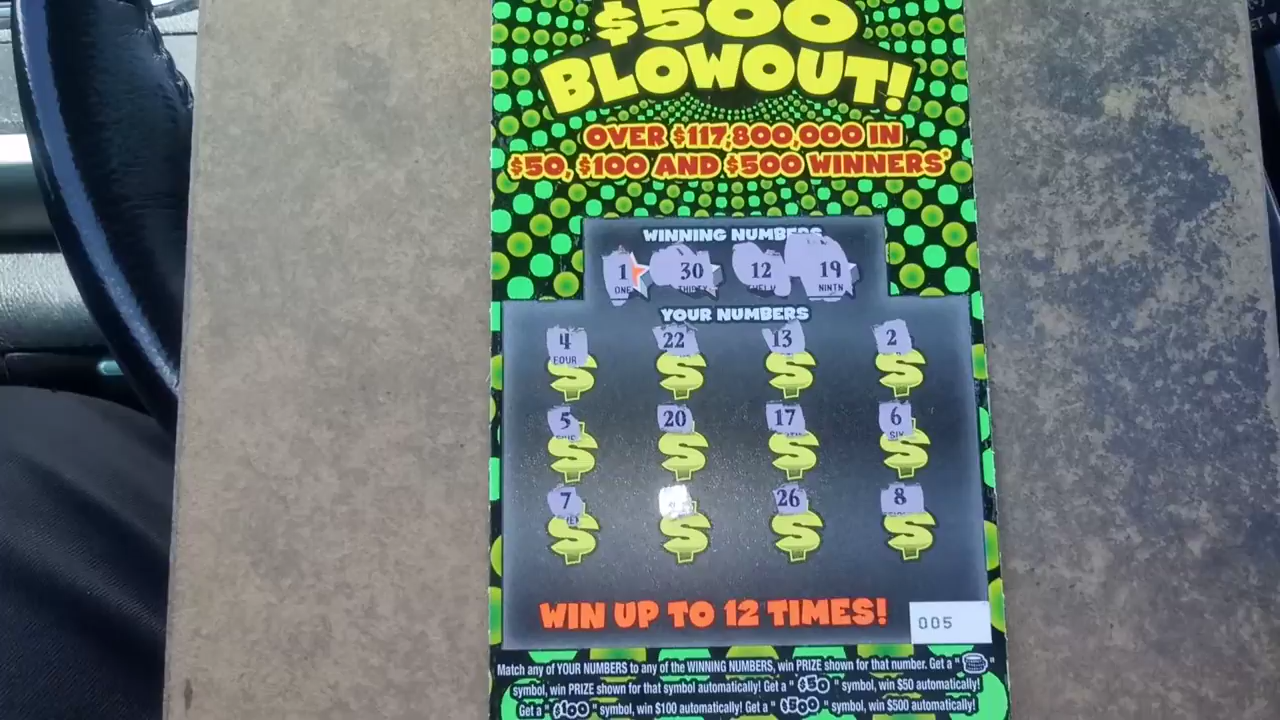 $500
BLOWOUT!
OVER $117,800,000 IN
$50, $100 AND $500 WINNERS*
WINNING NUMBERS
1 30 12 19
ONE THIRTY NINTN
YOUR NUMBERS
4 22 13 2
FOUR
5 20 17 6
SIX
7 26 8
WIN UP TO 12 TIMES!
005
Match any of YOUR NUMBERS to any of the WINNING NUMBERS, win PRIZE shown for that number. Get a " "
symbol, win PRIZE shown for that symbol automatically! Get a " $50 " symbol, win $50 automatically!
Get a " $100 " symbol, win $100 automatically! Get a " $500 " symbol, win $500 automatically!